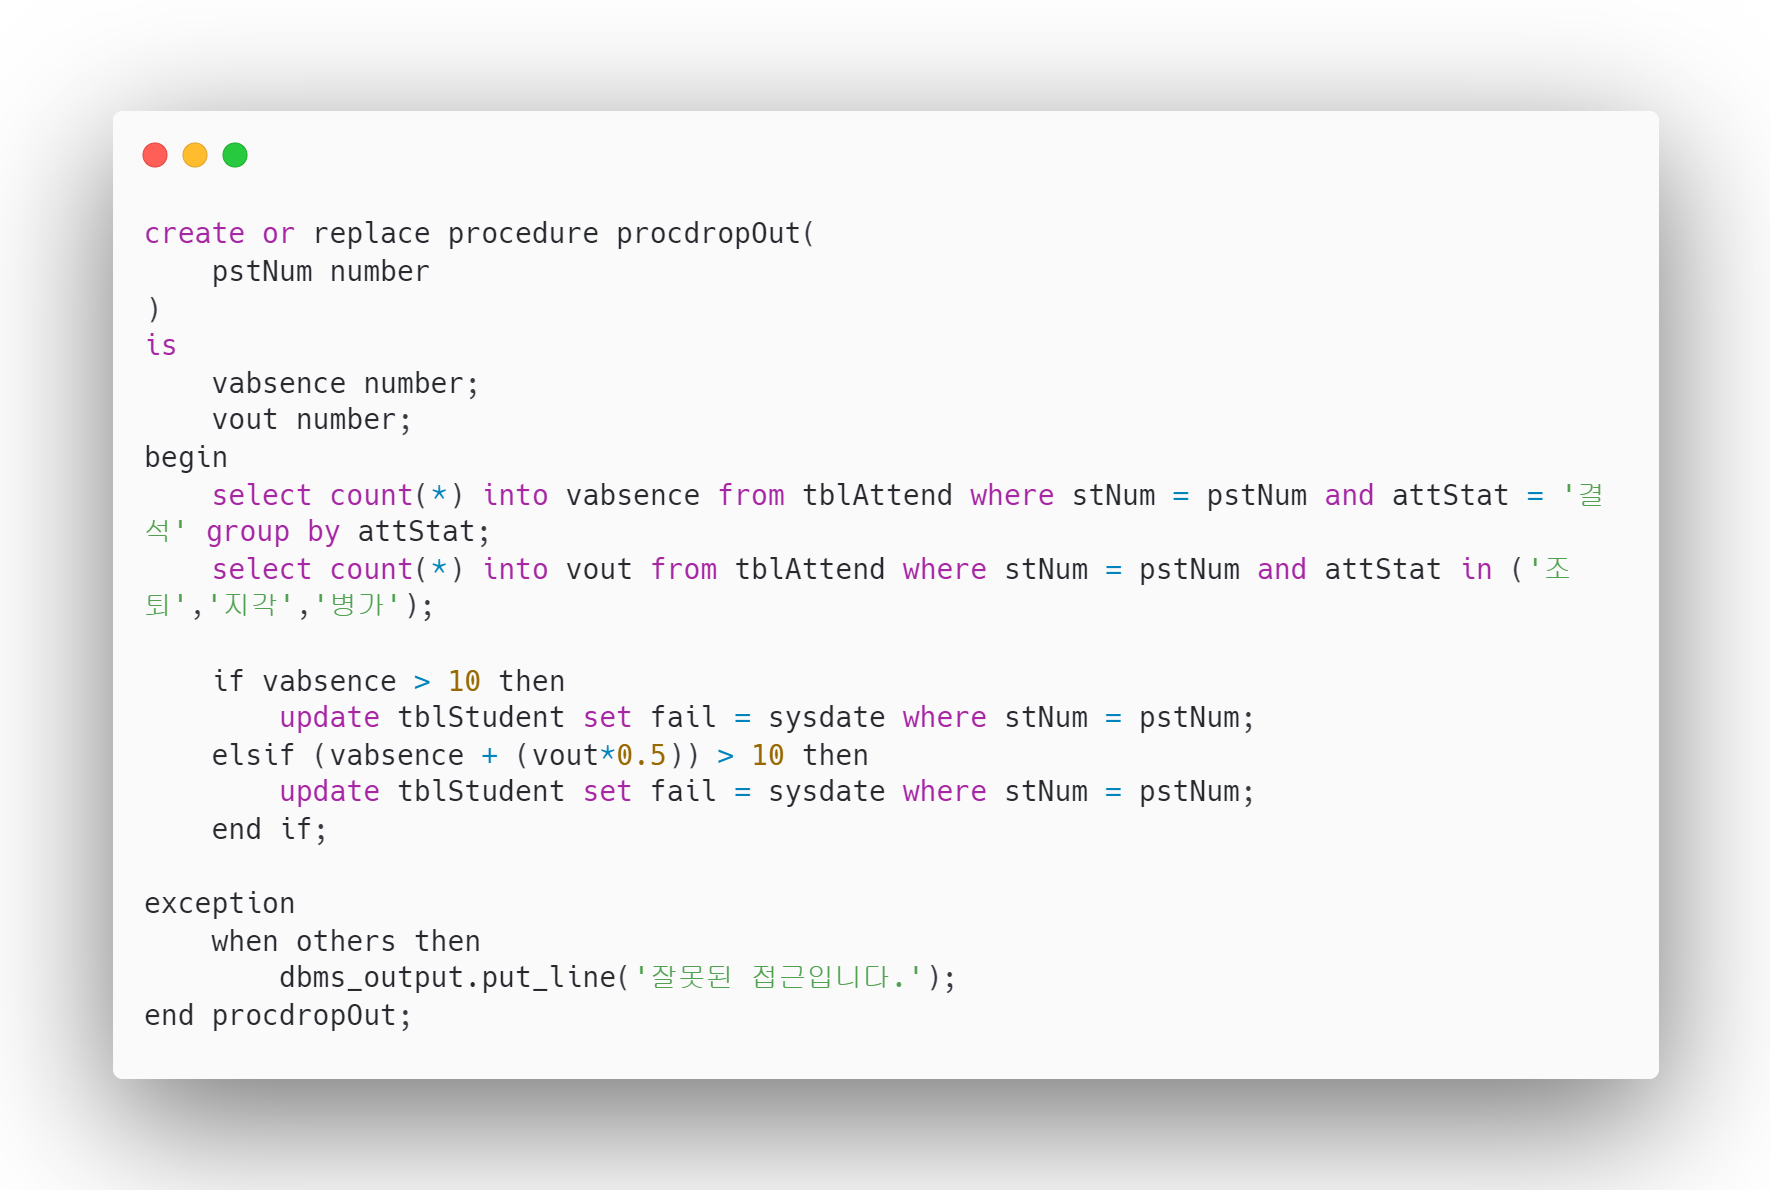 create or replace procedure procdropOut(
    pstNum number
)
is
    vabsence number;
    vout number;
begin
    select count(*) into vabsence from tblAttend where stNum = pstNum and attStat = '결
석' group by attStat;
    select count(*) into vout from tblAttend where stNum = pstNum and attStat in ('조
퇴','지각','병가');
    if vabsence > 10 then
        update tblStudent set fail = sysdate where stNum = pstNum;
    elsif (vabsence + (vout*0.5)) > 10 then
        update tblStudent set fail = sysdate where stNum = pstNum;
    end if;
exception
    when others then
        dbms_output.put_line('잘못된 접근입니다.');
end procdropOut;